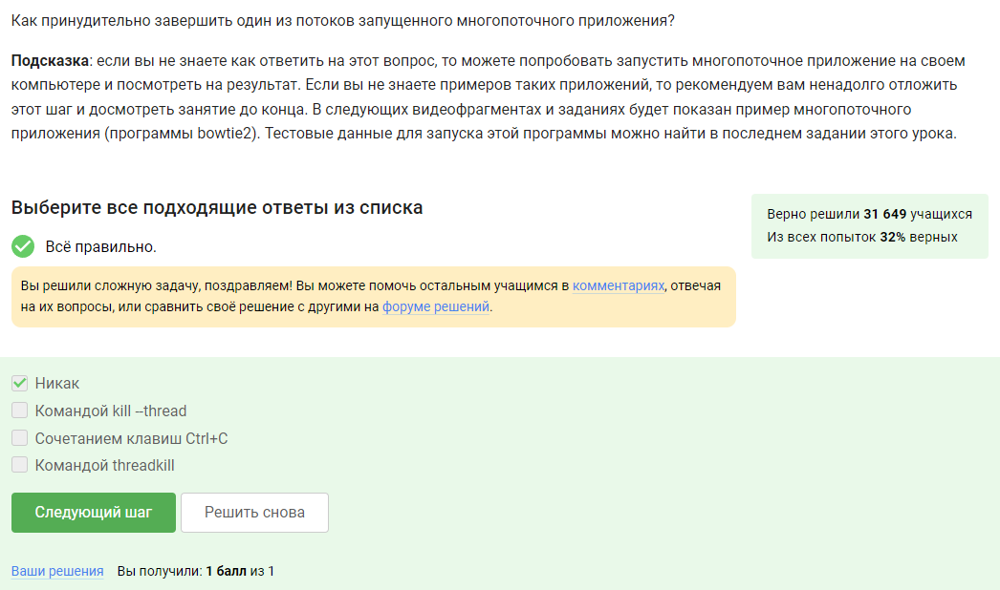 Как принудительно завершить один из потоков запущенного многопоточного приложения?
Подсказка: если вы не знаете как ответить на этот вопрос, то можете попробовать запустить многопоточное приложение на своем
компьютере и посмотреть на результат. Если вы не знаете примеров таких приложений, то рекомендуем вам ненадолго отложить
этот шаг и досмотреть занятие до конца. В следующих видеофрагментах и заданиях будет показан пример многопоточного
приложения (программы bowtie2). Тестовые данные для запуска этой программы можно найти в последнем задании этого урока.
Выберите все подходящие ответы из списка
Верно решили 31 649 учащихся
Из всех попыток 32% верных
Всё правильно.
Вы решили сложную задачу, поздравляем! Вы можете помочь остальным учащимся в комментариях, отвечая
на их вопросы, или сравнить своё решение с другими на форуме решений.
Никак
Командой kill --thread
Сочетанием клавиш Ctrl+C
Командой threadkill
Следующий шаг
Решить снова
Ваши решения Вы получили: 1 балл из 1